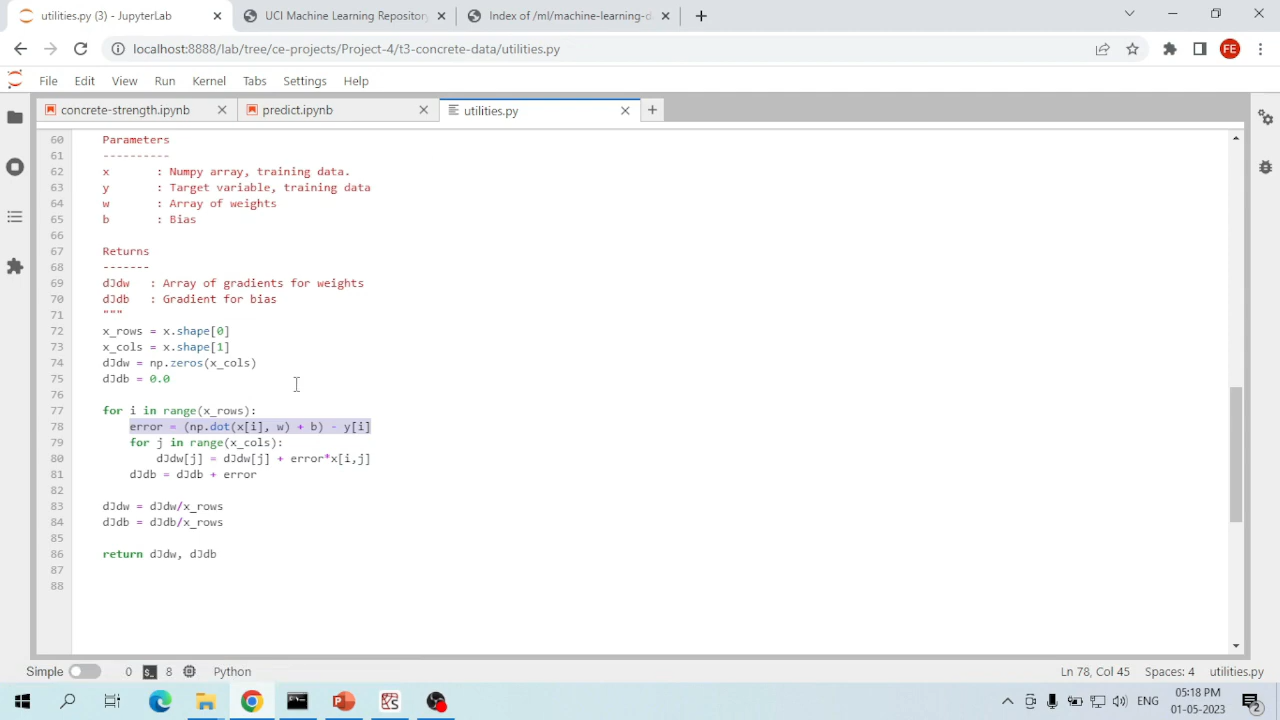 utilities.py (3) - JupyterLab
UCI Machine Learning Repository
Index of /ml/machine-learning-d
localhost:8888/lab/tree/ce-projects/Project-4/t3-concrete-data/utilities.py
FE
File Edit View Run Kernel Tabs Settings Help
concrete-strength.ipynb
predict.ipynb
utilities.py
60 Parameters
61 ----------
62 x : Numpy array, training data.
63 y : Target variable, training data
64 w : Array of weights
65 b : Bias
66
67 Returns
68 -------
69 dJdw : Array of gradients for weights
70 dJdb : Gradient for bias
71 """
72 x_rows = x.shape[0]
73 x_cols = x.shape[1]
74 dJdw = np.zeros(x_cols)
75 dJdb = 0.0
76
77 for i in range(x_rows):
78 error = (np.dot(x[i], w) + b) - y[i]
79 for j in range(x_cols):
80 dJdw[j] = dJdw[j] + error*x[i,j]
81 dJdb = dJdb + error
82
83 dJdw = dJdw/x_rows
84 dJdb = dJdb/x_rows
85
86 return dJdw, dJdb
87
88
Simple 0 8 Python Ln 78, Col 45 Spaces: 4 utilities.py
ENG
05:18 PM
01-05-2023
2